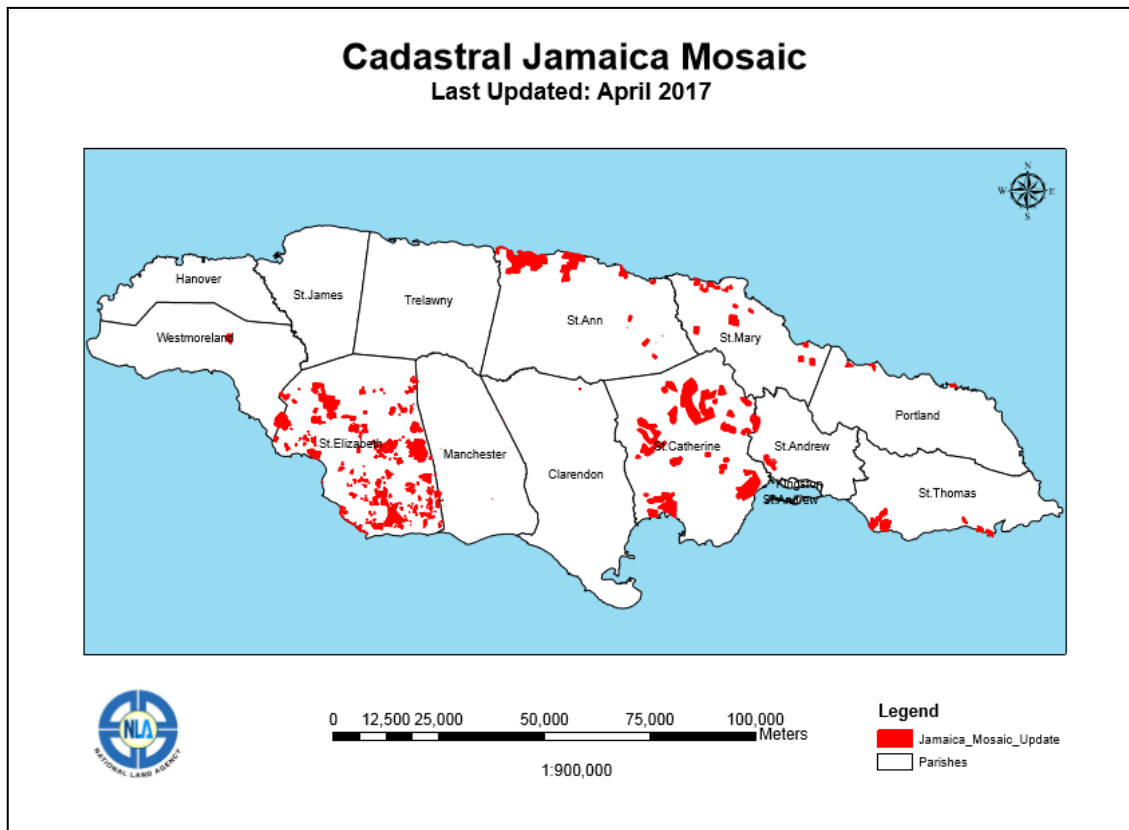 Cadastral Jamaica Mosaic
Last Updated: April 2017
N
W E
S
Hanover
St.James
Trelawny
St.Ann
Westmoreland
St.Mary
Portland
St.Elizabeth
Manchester
Clarendon
St.Catherine
St.Andrew
Kingston
St.Andrew
St.Thomas
NLA
NATIONAL LAND AGENCY
0 12,500 25,000 50,000 75,000 100,000
Meters
1:900,000
Legend
Jamaica_Mosaic_Update
Parishes